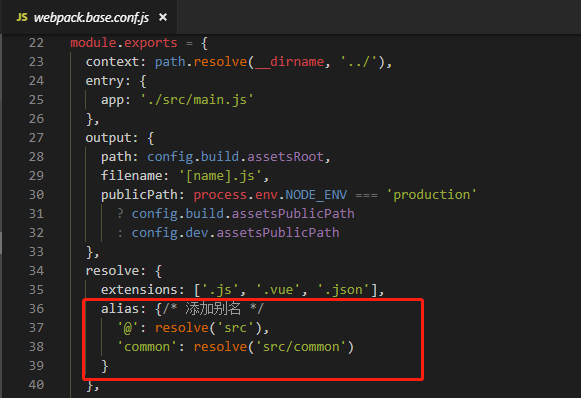 JS webpack.base.conf.js ×
22 module.exports = {
23 context: path.resolve(__dirname, '../'),
24 entry: {
25 app: './src/main.js'
26 },
27 output: {
28 path: config.build.assetsRoot,
29 filename: '[name].js',
30 publicPath: process.env.NODE_ENV === 'production'
31 ? config.build.assetsPublicPath
32 : config.dev.assetsPublicPath
33 },
34 resolve: {
35 extensions: ['.js', '.vue', '.json'],
36 alias: {/* 添加别名 */
37 '@': resolve('src'),
38 'common': resolve('src/common')
39 }
40 },